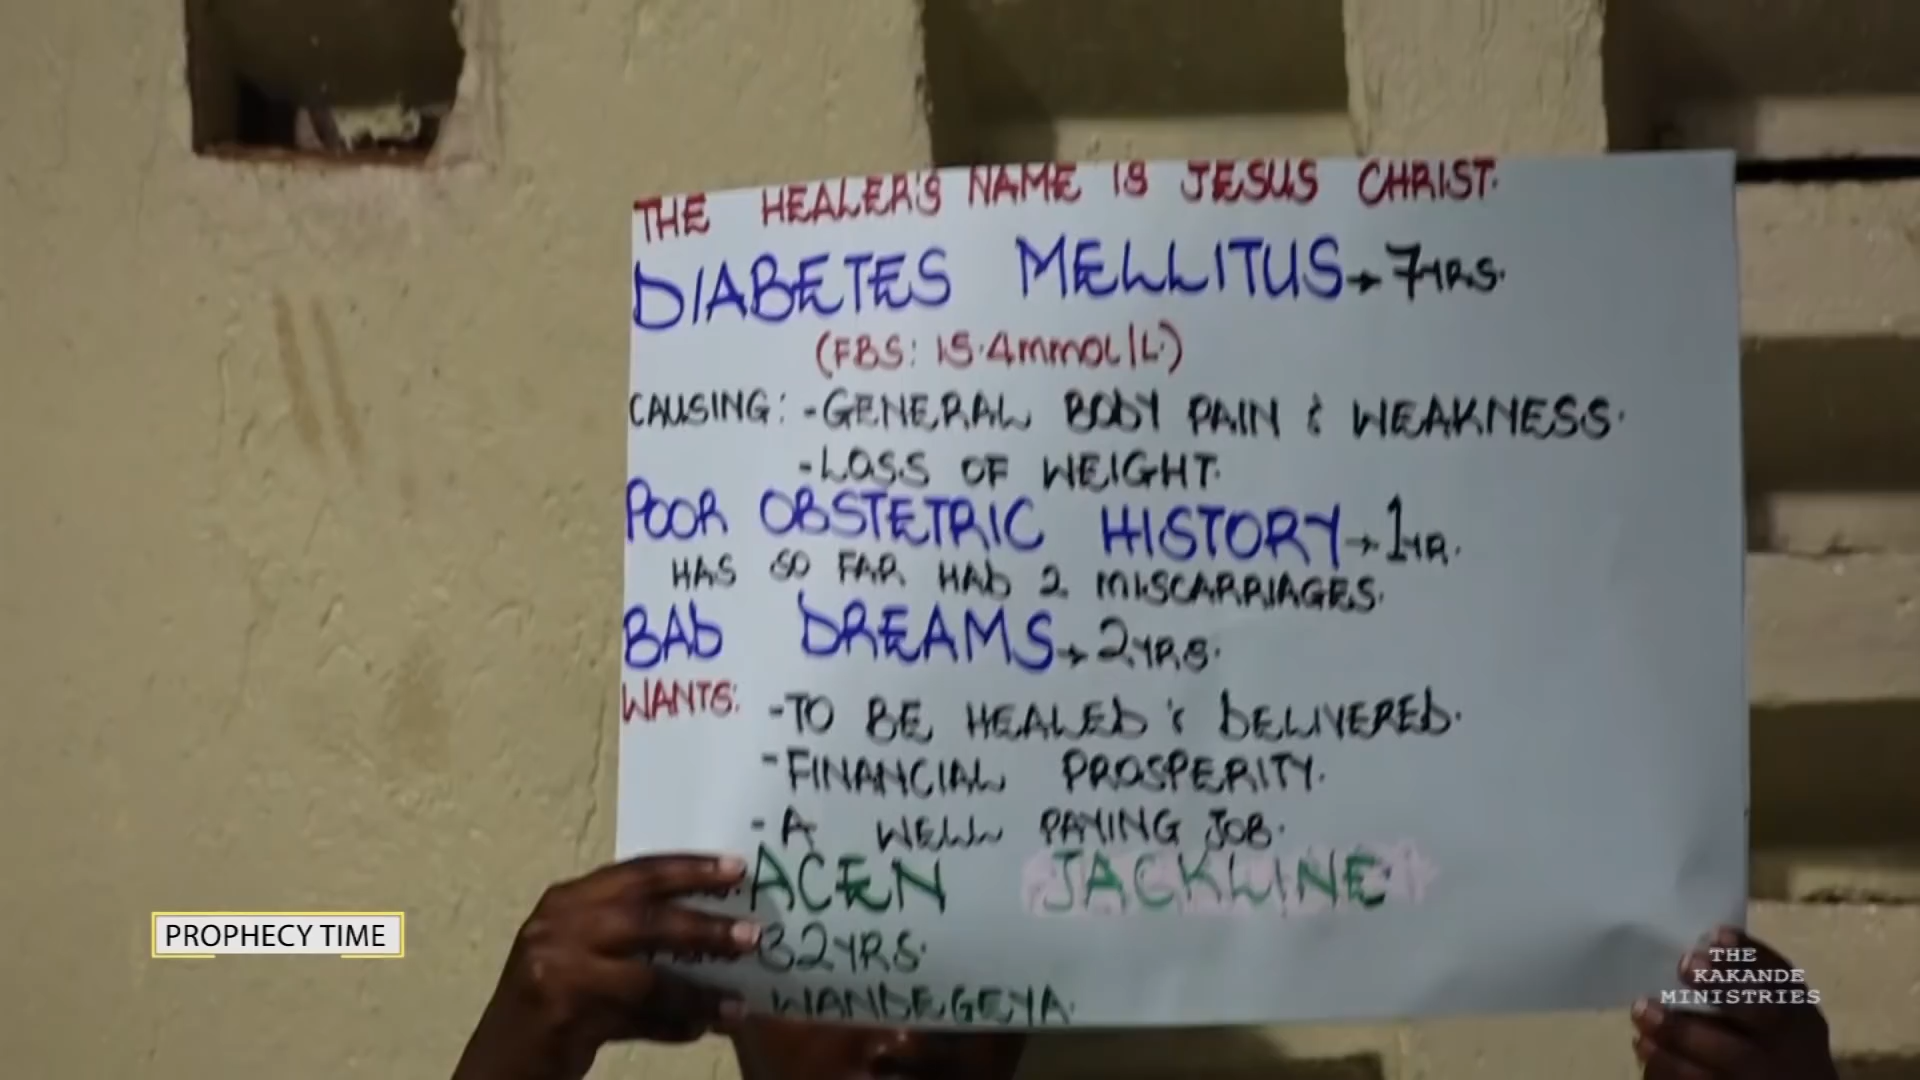 THE HEALER'S NAME IS JESUS CHRIST.
DIABETES MELLITUS → 7YRS.
(FBS: 15.4mmOL/L.)
CAUSING: -GENERAL BODY PAIN & WEAKNESS.
-LOSS OF WEIGHT.
POOR OBSTETRIC HISTORY → 1YR.
HAS SO FAR HAD 2 MISCARRIAGES.
BAD DREAMS → 2YRS.
WANTS: -TO BE HEALED & DELIVERED.
-FINANCIAL PROSPERITY.
-A WELL PAYING JOB.
ACEN JACKLINE
32YRS.
WANDEGEYA.
PROPHECY TIME
THE
KAKANDE
MINISTRIES